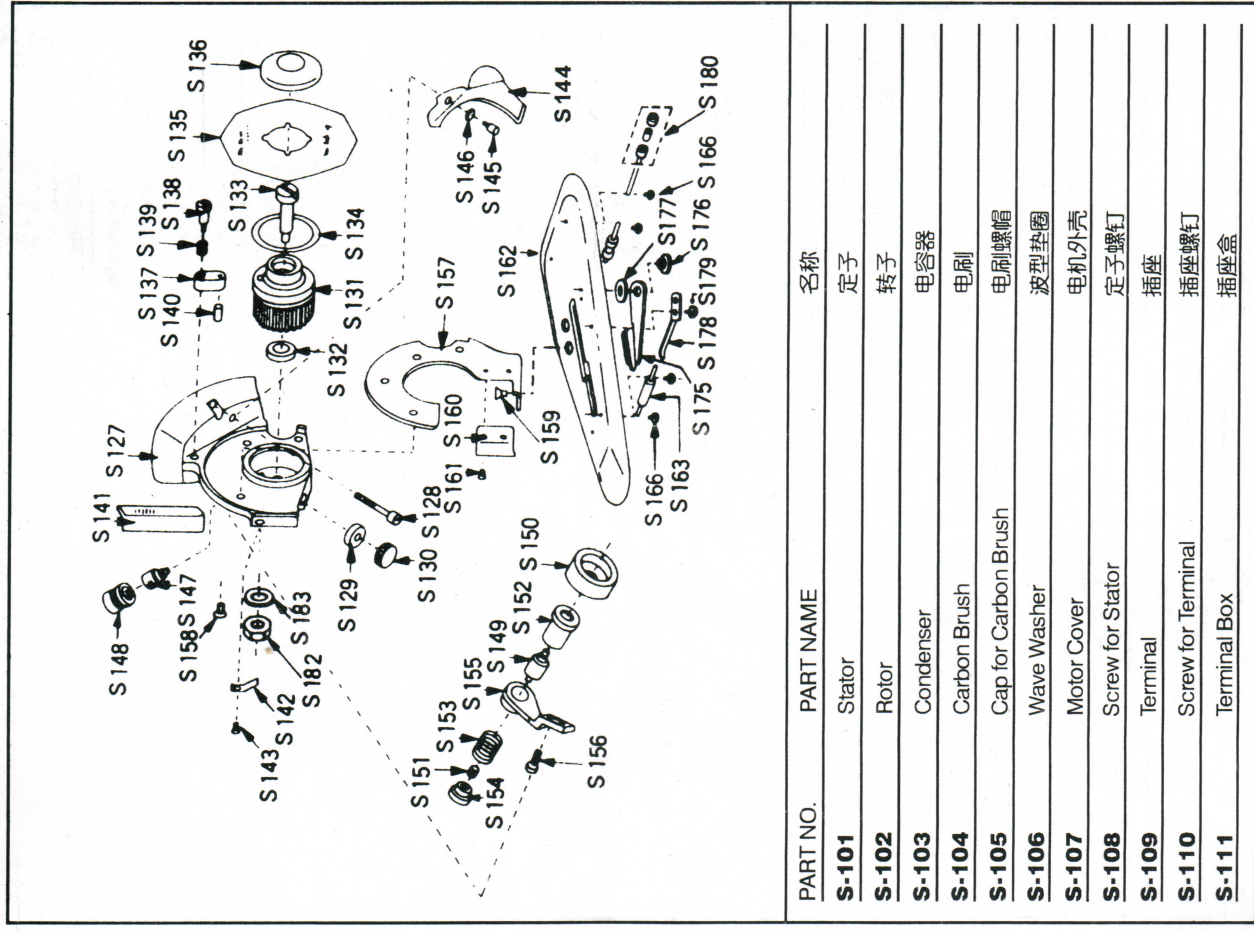 S 136
S 135
S 138
S 139
S 137
S 140
S 133
S 134
S 131
S 132
S 144
S 146
S 145
S 180
S 166
S 177
S 176
S 179
S 178
S 175
S 162
S 157
S 127
S 141
S 160
S 161
S 159
S 128
S 129
S 130
S 163
S 166
S 148
S 147
S 158
S 183
S 182
S 142
S 143
S 150
S 152
S 149
S 155
S 153
S 151
S 154
S 156
PART NO. PART NAME 名称
S-101 Stator 定子
S-102 Rotor 转子
S-103 Condenser 电容器
S-104 Carbon Brush 电刷
S-105 Cap for Carbon Brush 电刷螺帽
S-106 Wave Washer 波型垫圈
S-107 Motor Cover 电机外壳
S-108 Screw for Stator 定子螺钉
S-109 Terminal 插座
S-110 Screw for Terminal 插座螺钉
S-111 Terminal Box 插座盒